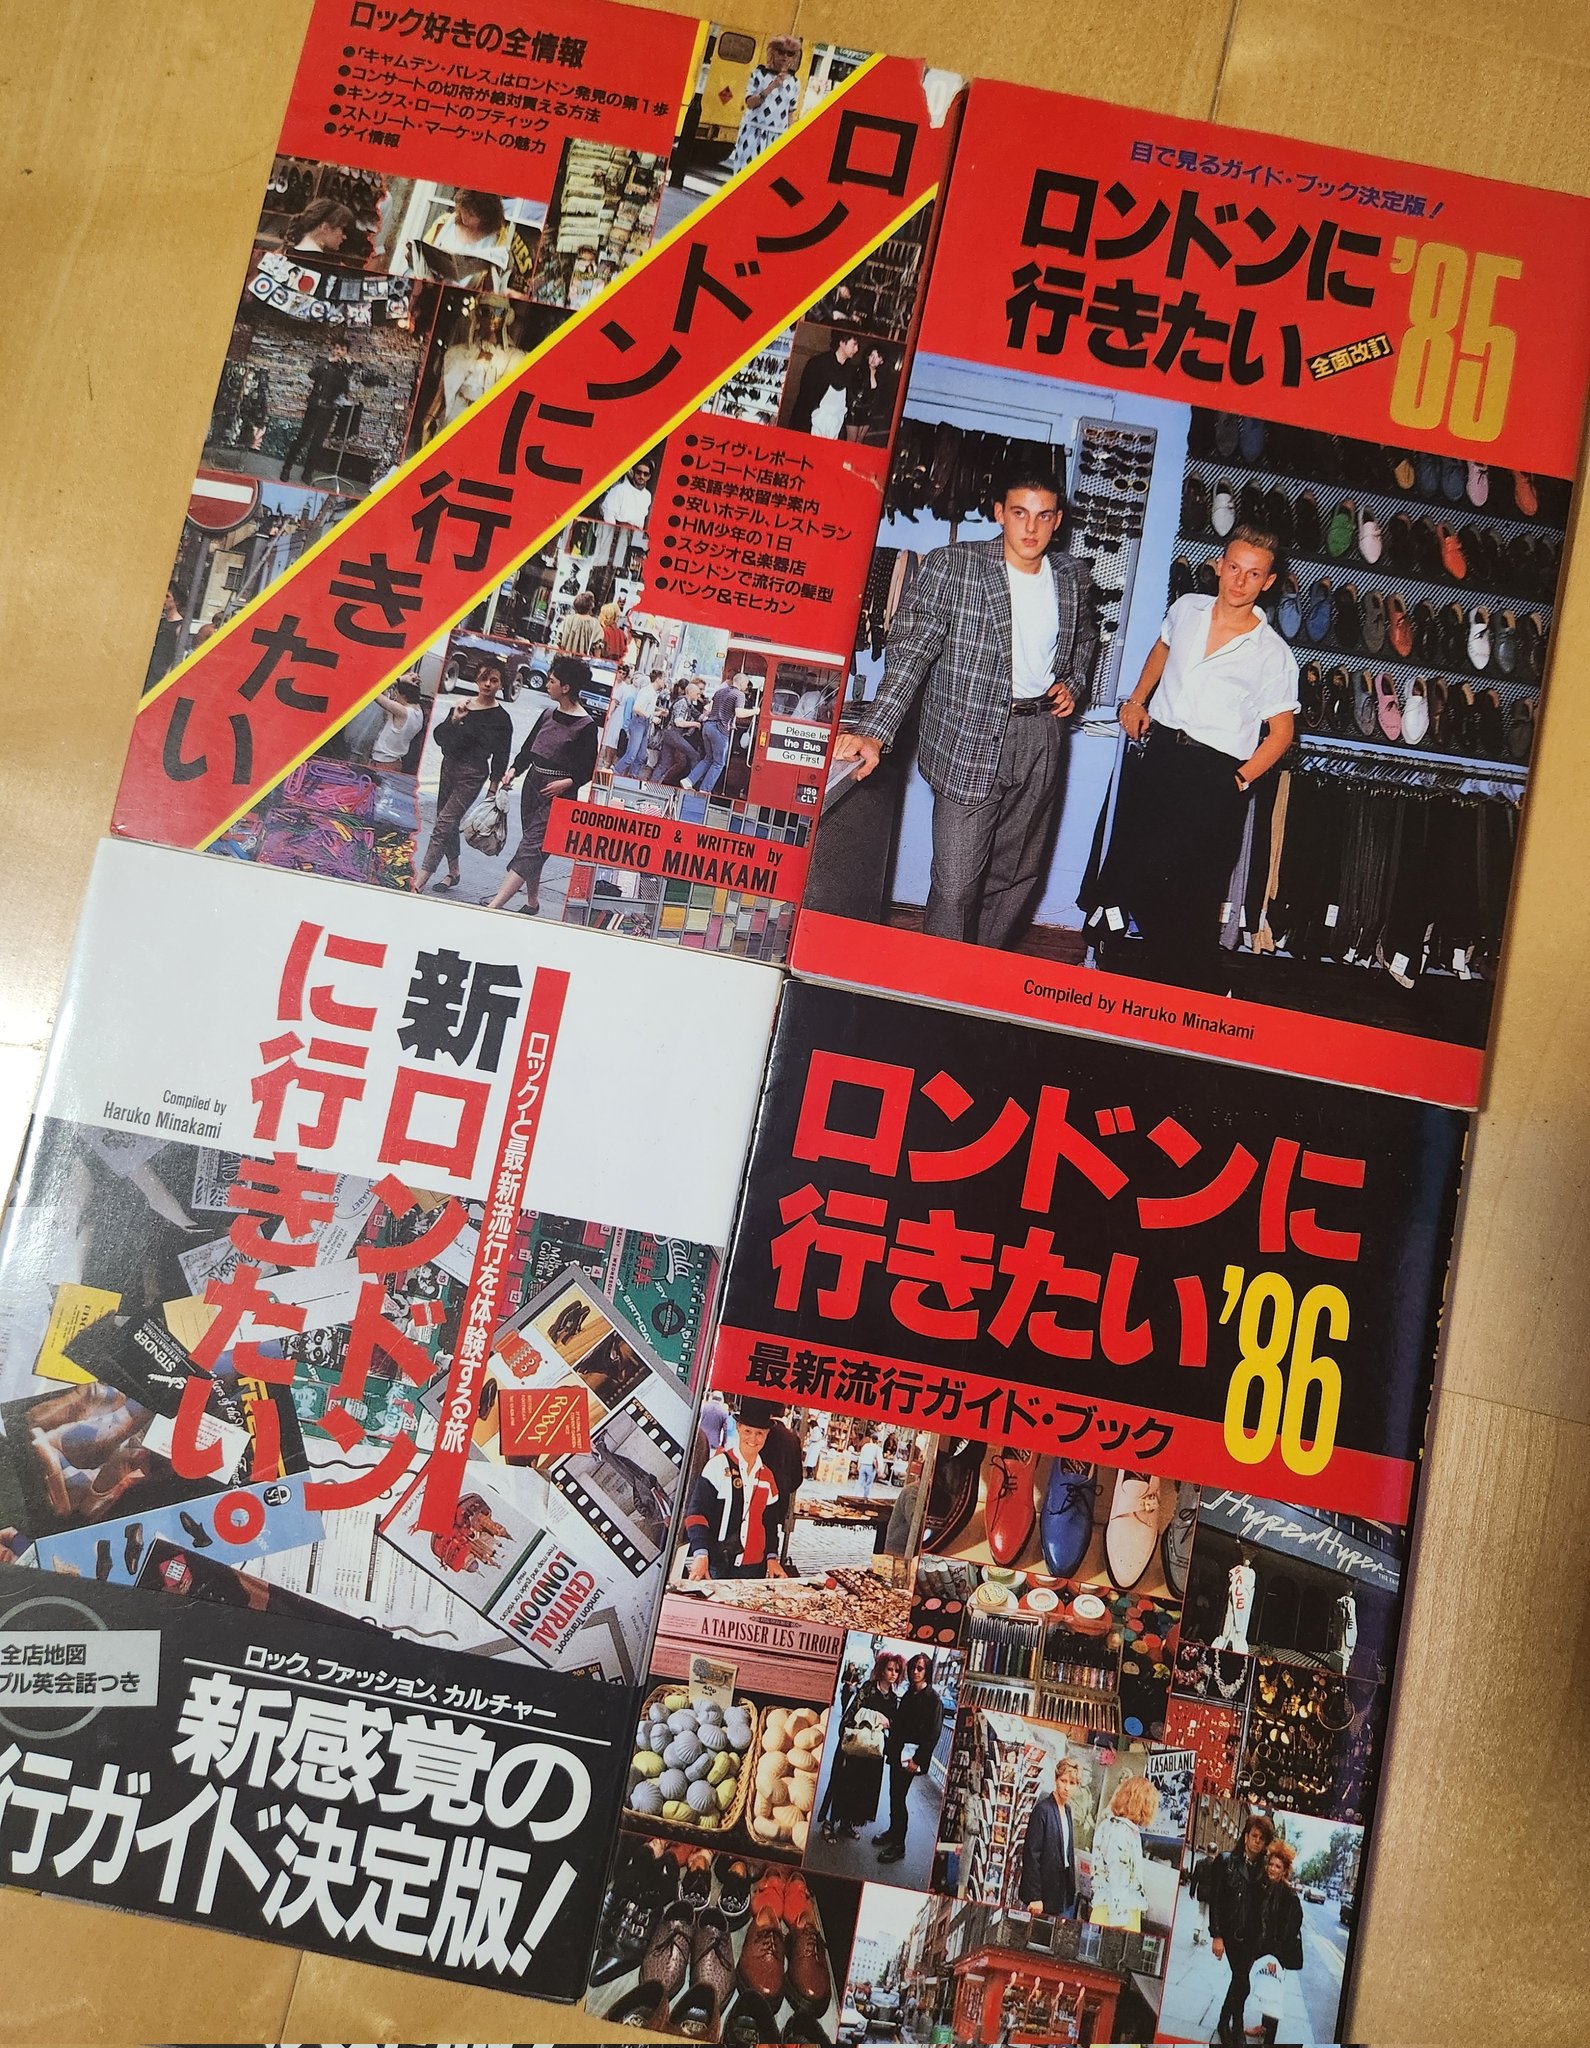 ロック好きの全情報
●「キャムデン・パレス」はロンドン発見の第1歩
●コンサートの切符が絶対買える方法
●キングス・ロードのブティック
●ストリート・マーケットの魅力
●ゲイ情報
ロンドンに行きたい
●ライヴ・レポート
●レコード店紹介
●英語学校留学案内
●安いホテル、レストラン
●HM少年の1日
●スタジオ&楽器店
●ロンドンで流行の髪型
●パンク&モヒカン
Please let
the Bus
Go First
159
CLT
COORDINATED & WRITTEN by
HARUKO MINAKAMI
目で見るガイド・ブック決定版!
ロンドンに
行きたい
'85
全面改訂
Compiled by Haruko Minakami
ロックと最新流行を体験する旅
新ロンドン
に行きたい。
Compiled by
Haruko Minakami
STENDER
ROBOT
CENTRAL
LONDON
London Transport
全店地図
プル英会話つき
ロック、ファッション、カルチャー
新感覚の
行ガイド決定版!
ロンドンに
行きたい
'86
最新流行ガイド・ブック
HyperHyper
SALE
A TAPISSER LES TIROIR
CASABLANC